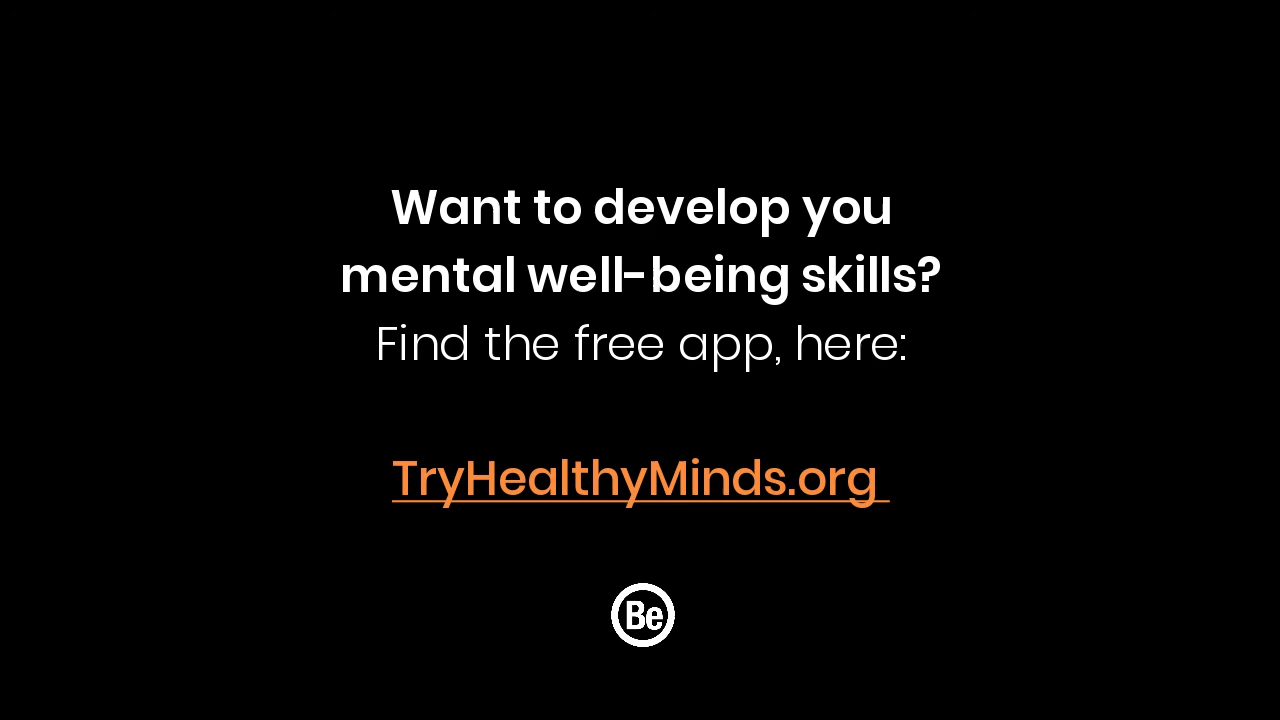 Want to develop you
mental well-being skills?
Find the free app, here:
TryHealthyMinds.org
Be